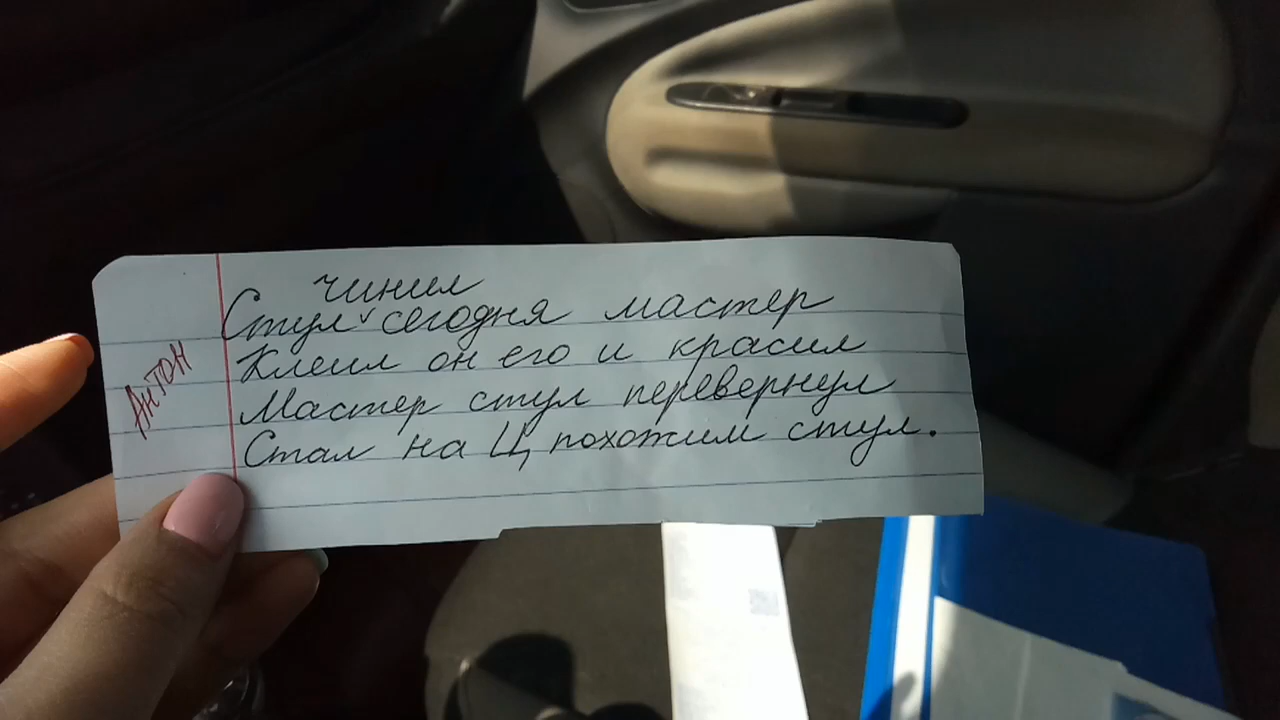 Антон
чинил
Стул ˅ сегодня мастер
Клеил он его и красил
Мастер стул перевернул
Стал на Ц похожим стул.